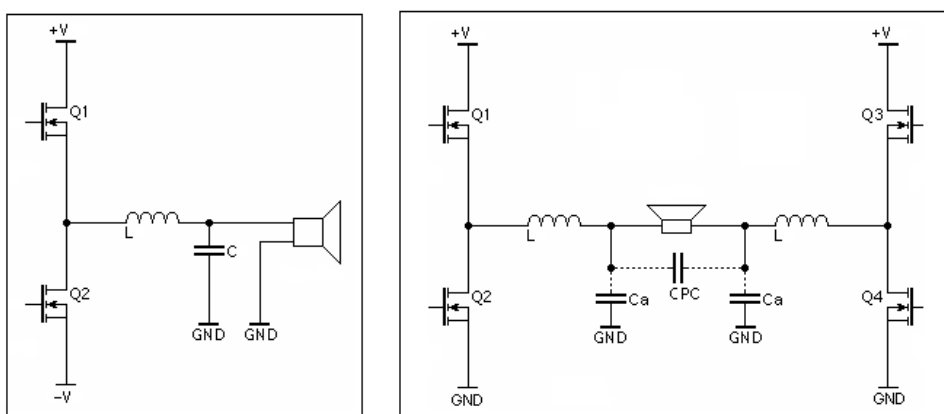 +V
Q1
L
C
Q2
GND
GND
-V
+V
+V
Q1
Q3
L
L
CPC
Q2
Ca
Ca
Q4
GND
GND
GND
GND